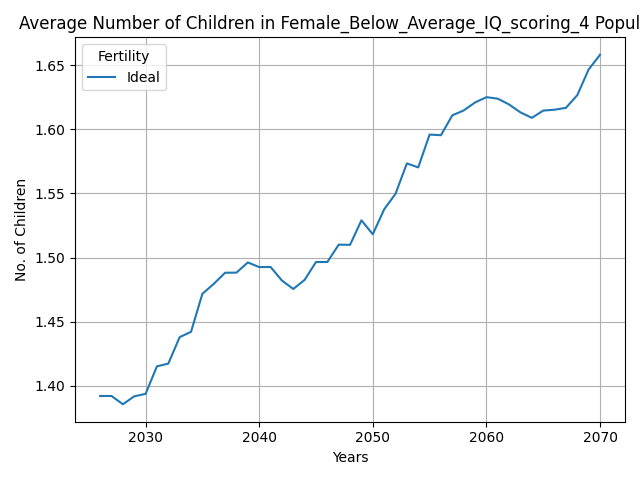 Average Number of Children in Female_Below_Average_IQ_scoring_4 Popul
Fertility
Ideal
1.65
1.60
1.55
1.50
1.45
1.40
No. of Children
2030 2040 2050 2060 2070
Years